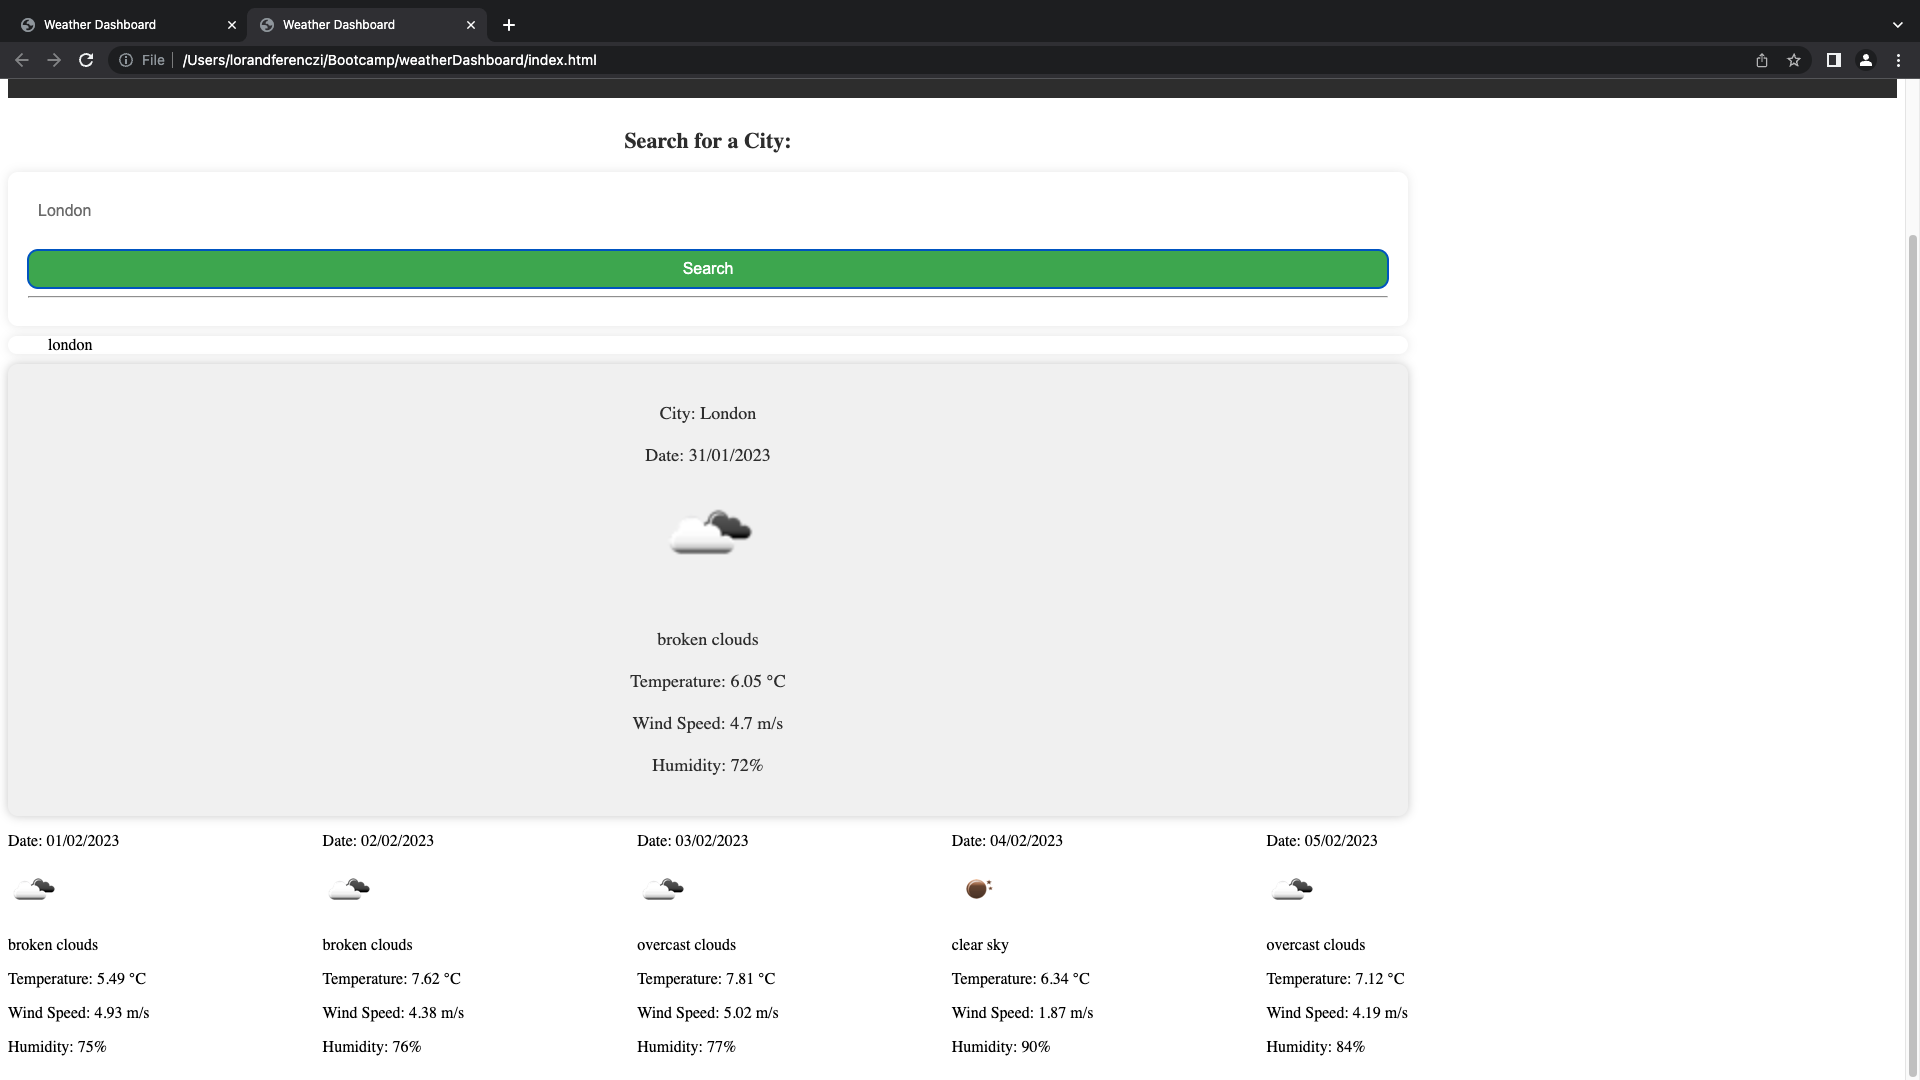 Weather Dashboard
Weather Dashboard
File /Users/lorandferenczi/Bootcamp/weatherDashboard/index.html
Search for a City:
London
Search
london
City: London
Date: 31/01/2023
broken clouds
Temperature: 6.05 °C
Wind Speed: 4.7 m/s
Humidity: 72%
Date: 01/02/2023
broken clouds
Temperature: 5.49 °C
Wind Speed: 4.93 m/s
Humidity: 75%
Date: 02/02/2023
broken clouds
Temperature: 7.62 °C
Wind Speed: 4.38 m/s
Humidity: 76%
Date: 03/02/2023
overcast clouds
Temperature: 7.81 °C
Wind Speed: 5.02 m/s
Humidity: 77%
Date: 04/02/2023
clear sky
Temperature: 6.34 °C
Wind Speed: 1.87 m/s
Humidity: 90%
Date: 05/02/2023
overcast clouds
Temperature: 7.12 °C
Wind Speed: 4.19 m/s
Humidity: 84%